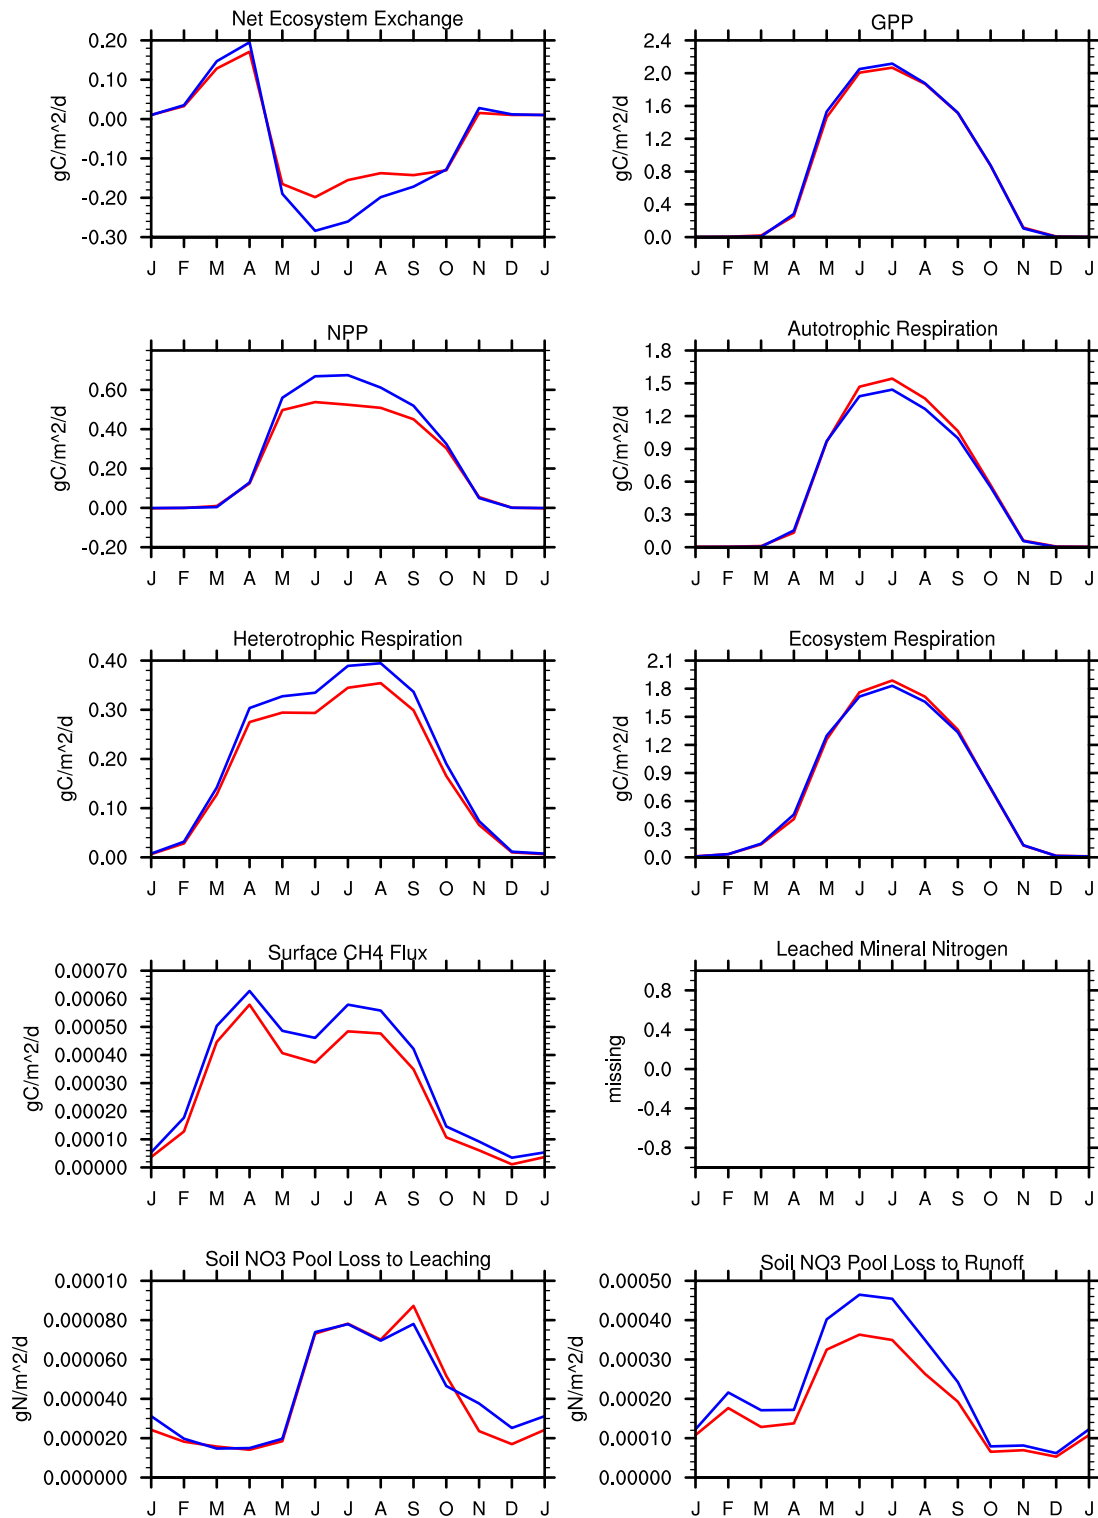 Net Ecosystem Exchange
0.20
0.10
0.00
-0.10
-0.20
-0.30
gC/m^2/d
J F M A M J J A S O N D J
GPP
2.4
2.0
1.6
1.2
0.8
0.4
0.0
gC/m^2/d
J F M A M J J A S O N D J
NPP
0.60
0.40
0.20
0.00
-0.20
gC/m^2/d
J F M A M J J A S O N D J
Autotrophic Respiration
1.8
1.5
1.2
0.9
0.6
0.3
0.0
gC/m^2/d
J F M A M J J A S O N D J
Heterotrophic Respiration
0.40
0.30
0.20
0.10
0.00
gC/m^2/d
J F M A M J J A S O N D J
Ecosystem Respiration
2.1
1.8
1.5
1.2
0.9
0.6
0.3
0.0
gC/m^2/d
J F M A M J J A S O N D J
Surface CH4 Flux
0.00070
0.00060
0.00050
0.00040
0.00030
0.00020
0.00010
0.00000
gC/m^2/d
J F M A M J J A S O N D J
Leached Mineral Nitrogen
0.8
0.4
0.0
-0.4
-0.8
missing
J F M A M J J A S O N D J
Soil NO3 Pool Loss to Leaching
0.00010
0.000080
0.000060
0.000040
0.000020
0.000000
gN/m^2/d
J F M A M J J A S O N D J
Soil NO3 Pool Loss to Runoff
0.00050
0.00040
0.00030
0.00020
0.00010
0.00000
gN/m^2/d
J F M A M J J A S O N D J